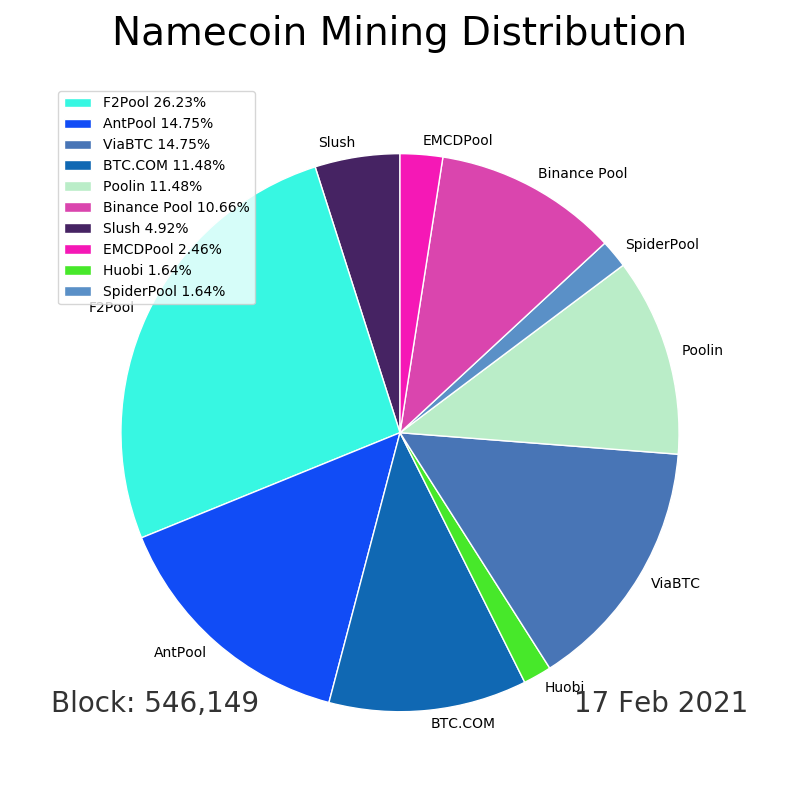 Namecoin Mining Distribution
F2Pool 26.23%
AntPool 14.75%
ViaBTC 14.75%
BTC.COM 11.48%
Poolin 11.48%
Binance Pool 10.66%
Slush 4.92%
EMCDPool 2.46%
Huobi 1.64%
SpiderPool 1.64%
Slush
EMCDPool
Binance Pool
SpiderPool
F2Pool
Poolin
ViaBTC
AntPool
Huobi
Block: 546,149
17 Feb 2021
BTC.COM